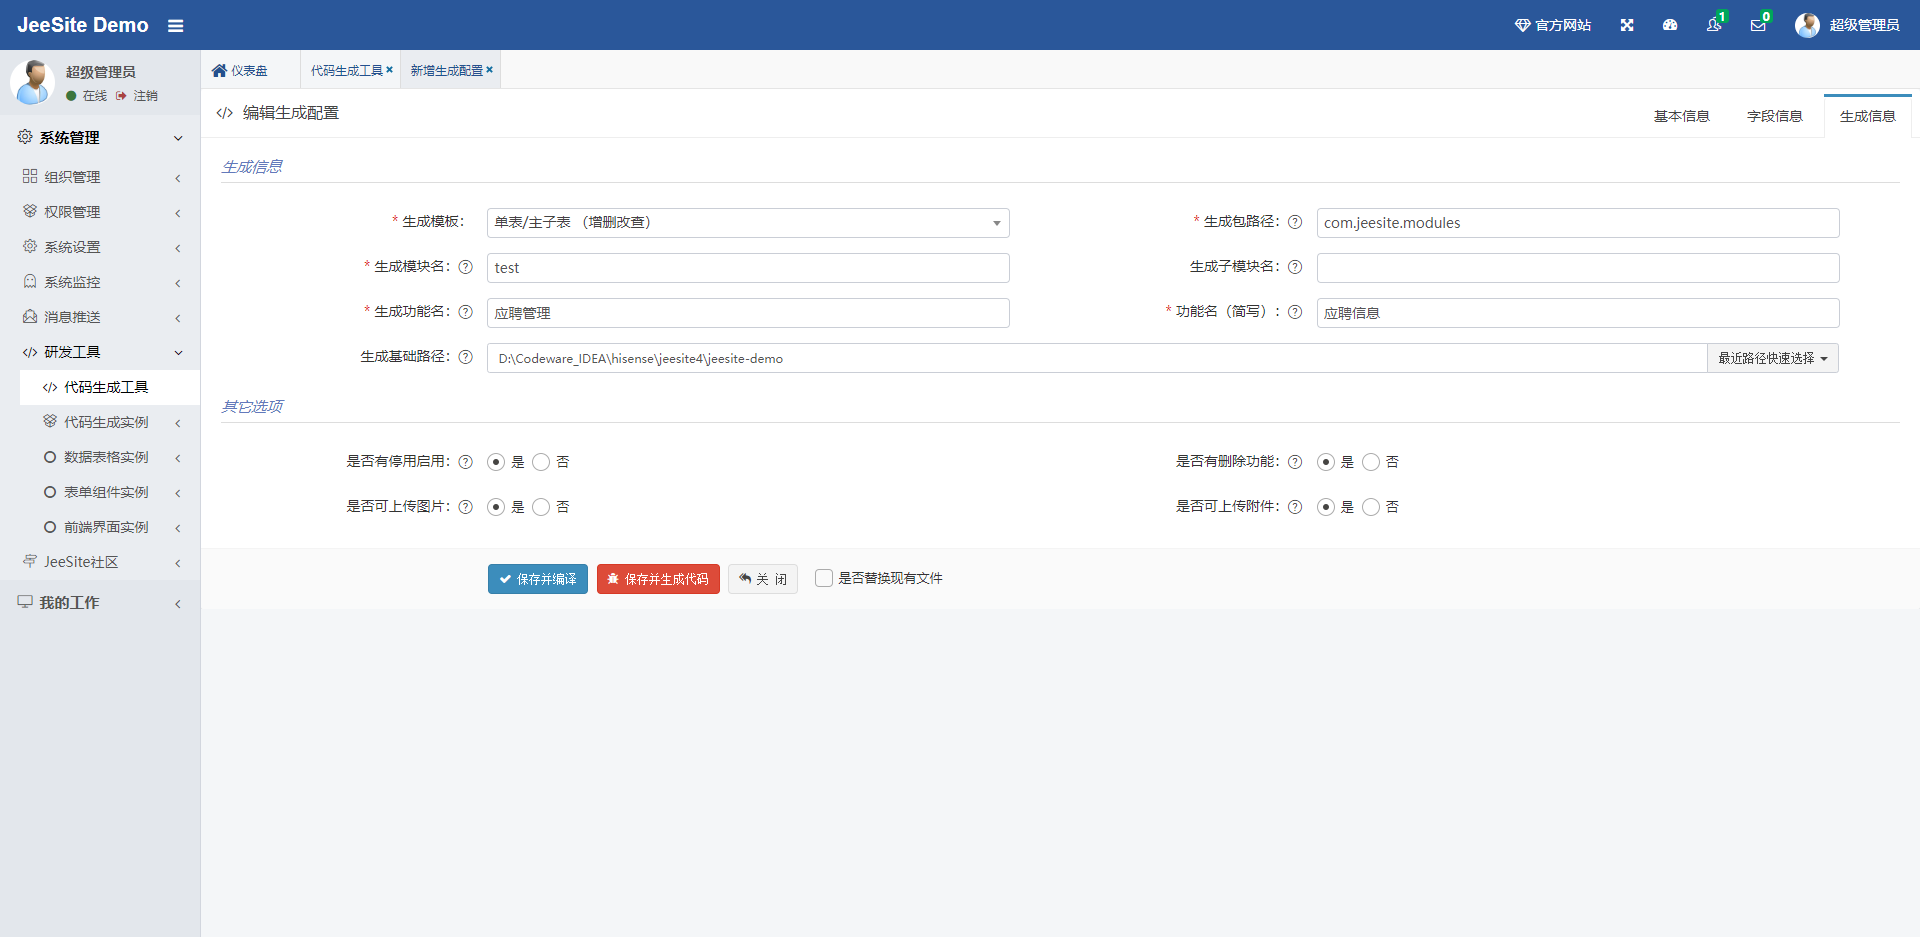 JeeSite Demo
官方网站
1
0
超级管理员
超级管理员
在线 注销
系统管理
组织管理
权限管理
系统设置
系统监控
消息推送
研发工具
代码生成工具
代码生成实例
数据表格实例
表单组件实例
前端界面实例
JeeSite社区
我的工作
仪表盘
代码生成工具
新增生成配置
编辑生成配置
基本信息
字段信息
生成信息
生成信息
* 生成模板：
单表/主子表 （增删改查）
* 生成包路径：
com.jeesite.modules
* 生成模块名：
test
生成子模块名：
* 生成功能名：
应聘管理
* 功能名（简写）：
应聘信息
生成基础路径：
D:\Codeware_IDEA\hisense\jeesite4\jeesite-demo
最近路径快速选择
其它选项
是否有停用启用： 是 否
是否有删除功能： 是 否
是否可上传图片： 是 否
是否可上传附件： 是 否
保存并编译
保存并生成代码
关 闭
是否替换现有文件